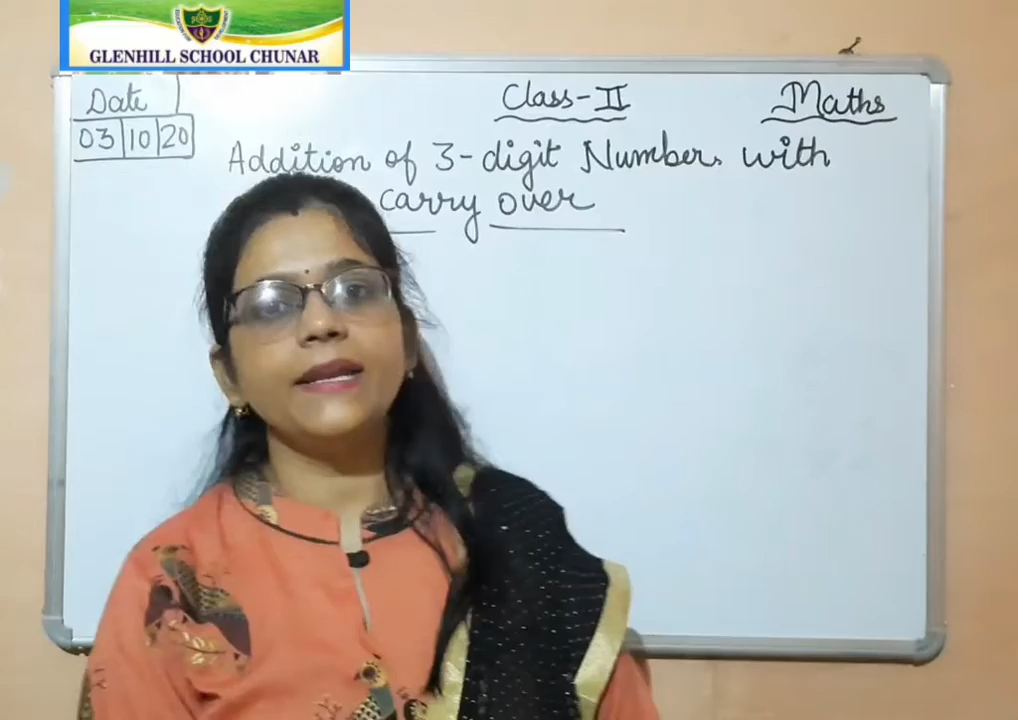 GLENHILL SCHOOL CHUNAR
Date
03|10|20
Class-II
Maths
Addition of 3-digit Numbers with
carry over